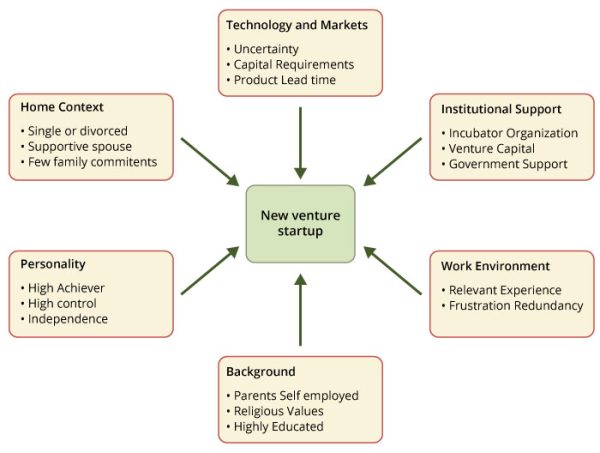 Technology and Markets
• Uncertainty
• Capital Requirements
• Product Lead time
Home Context
• Single or divorced
• Supportive spouse
• Few family commitents
Institutional Support
• Incubator Organization
• Venture Capital
• Government Support
New venture
startup
Personality
• High Achiever
• High control
• Independence
Work Environment
• Relevant Experience
• Frustration Redundancy
Background
• Parents Self employed
• Religious Values
• Highly Educated